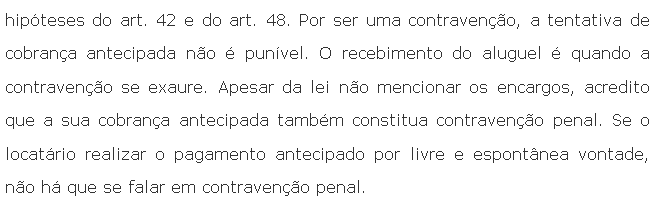 hipóteses do art. 42 e do art. 48. Por ser uma contravenção, a tentativa de
cobrança antecipada não é punível. O recebimento do aluguel é quando a
contravenção se exaure. Apesar da lei não mencionar os encargos, acredito
que a sua cobrança antecipada também constitua contravenção penal. Se o
locatário realizar o pagamento antecipado por livre e espontânea vontade,
não há que se falar em contravenção penal.